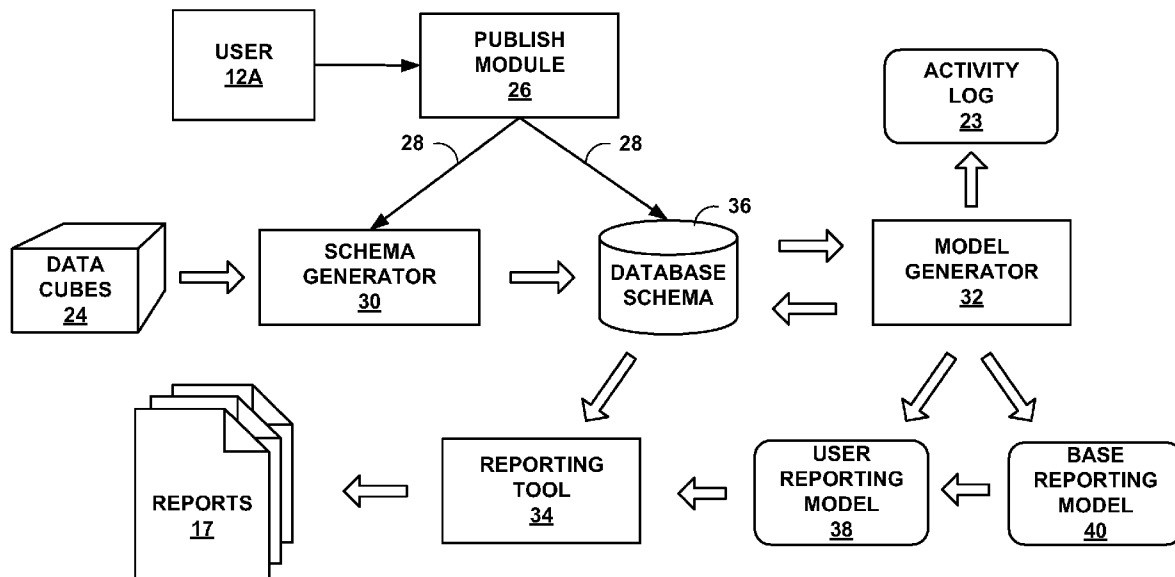 USER
12A
PUBLISH
MODULE
26
ACTIVITY
LOG
23
28
28
36
DATA
CUBES
24
SCHEMA
GENERATOR
30
DATABASE
SCHEMA
MODEL
GENERATOR
32
REPORTS
17
REPORTING
TOOL
34
USER
REPORTING
MODEL
38
BASE
REPORTING
MODEL
40